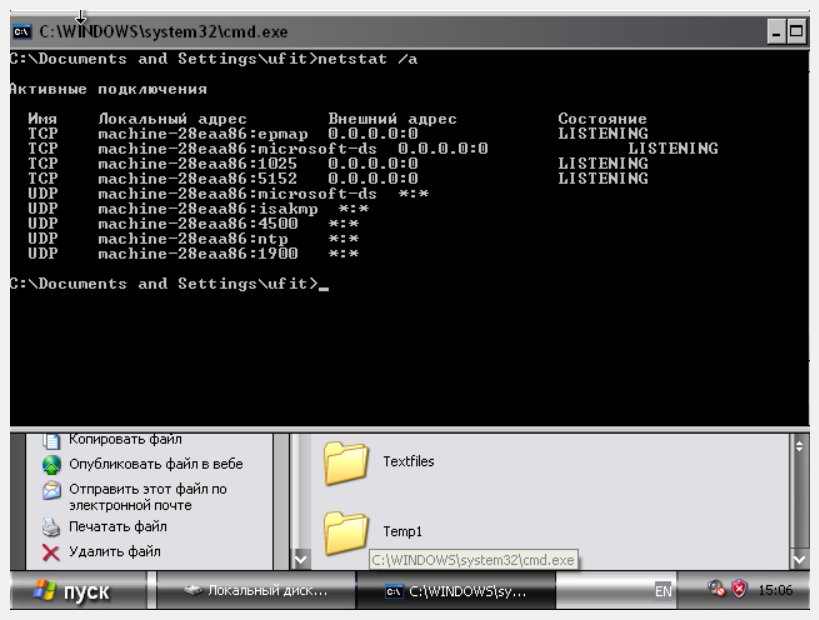 C:\WINDOWS\system32\cmd.exe
C:\Documents and Settings\ufit>netstat /a
Активные подключения
Имя Локальный адрес Внешний адрес Состояние
TCP machine-28eaa86:epmap 0.0.0.0:0 LISTENING
TCP machine-28eaa86:microsoft-ds 0.0.0.0:0 LISTENING
TCP machine-28eaa86:1025 0.0.0.0:0 LISTENING
TCP machine-28eaa86:5152 0.0.0.0:0 LISTENING
UDP machine-28eaa86:microsoft-ds *:*
UDP machine-28eaa86:isakmp *:*
UDP machine-28eaa86:4500 *:*
UDP machine-28eaa86:ntp *:*
UDP machine-28eaa86:1900 *:*
C:\Documents and Settings\ufit>_
Копировать файл
Опубликовать файл в вебе
Отправить этот файл по
электронной почте
Печатать файл
Удалить файл
Textfiles
Temp1
C:\WINDOWS\system32\cmd.exe
пуск Локальный диск... C:\WINDOWS\sy... EN 15:06